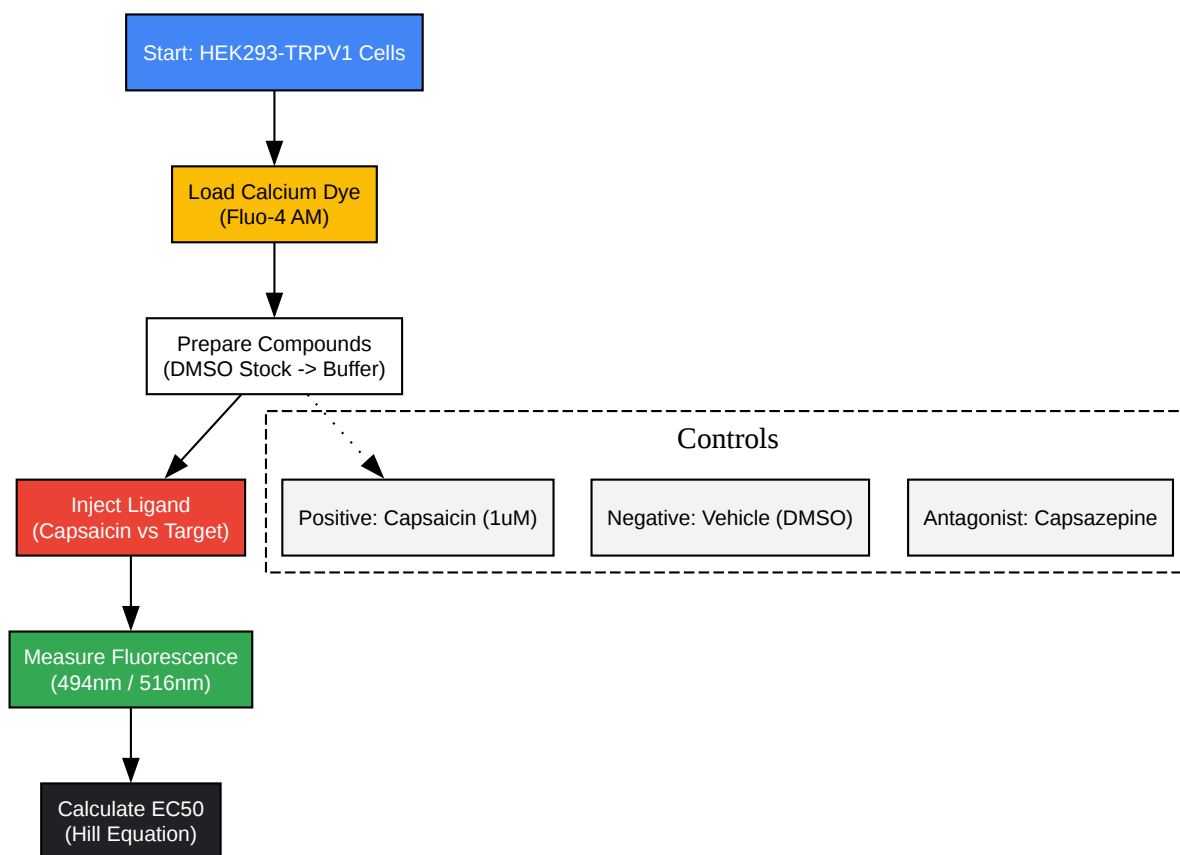 Start: HEK293-TRPV1 Cells
Load Calcium Dye
(Fluo-4 AM)
Prepare Compounds
(DMSO Stock -> Buffer)
Controls
Inject Ligand
(Capsaicin vs Target)
Positive: Capsaicin (1uM)
Negative: Vehicle (DMSO)
Antagonist: Capsazepine
Measure Fluorescence
(494nm / 516nm)
Calculate EC50
(Hill Equation)